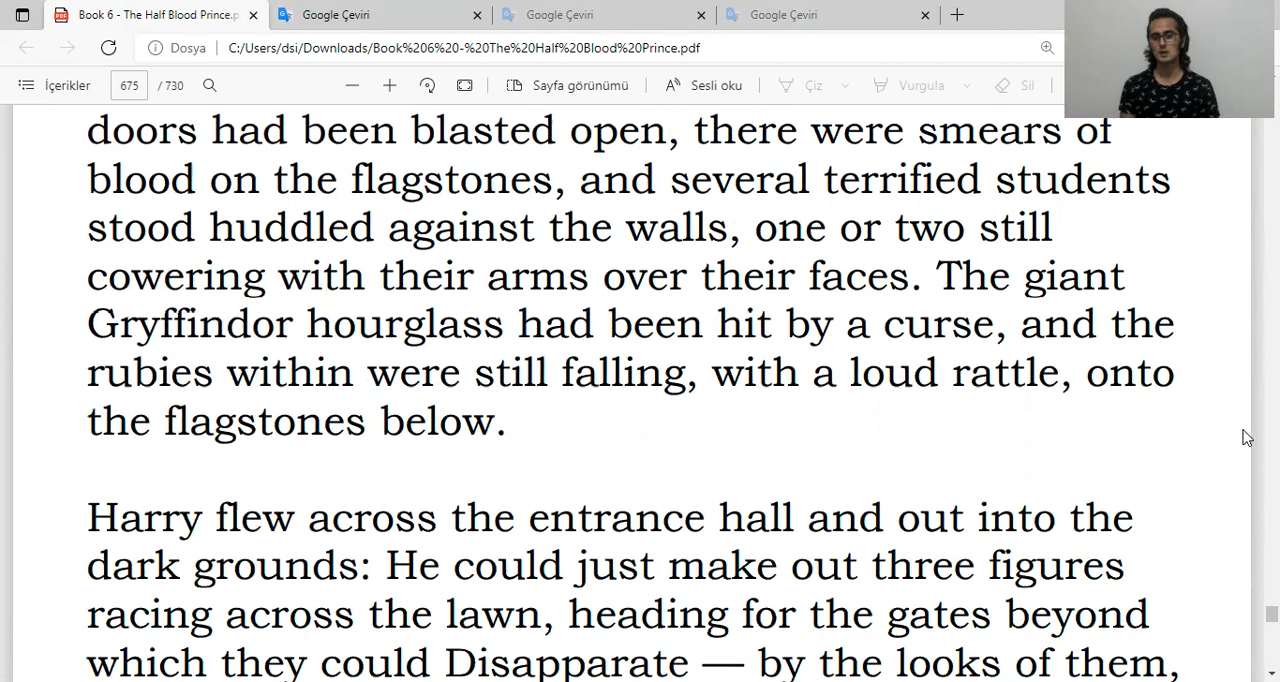 Book 6 - The Half Blood Prince.p
Google Çeviri
Google Çeviri
Google Çeviri
Dosya
C:/Users/dsi/Downloads/Book%206%20-%20The%20Half%20Blood%20Prince.pdf
İçerikler
675
/ 730
Sayfa görünümü
Sesli oku
Çiz
Vurgula
Sil
doors had been blasted open, there were smears of
blood on the flagstones, and several terrified students
stood huddled against the walls, one or two still
cowering with their arms over their faces. The giant
Gryffindor hourglass had been hit by a curse, and the
rubies within were still falling, with a loud rattle, onto
the flagstones below.
Harry flew across the entrance hall and out into the
dark grounds: He could just make out three figures
racing across the lawn, heading for the gates beyond
which they could Disapparate — by the looks of them,